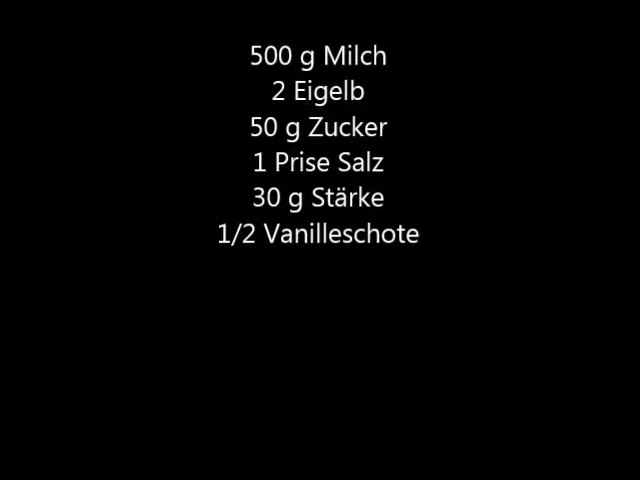 500 g Milch
2 Eigelb
50 g Zucker
1 Prise Salz
30 g Stärke
1/2 Vanilleschote